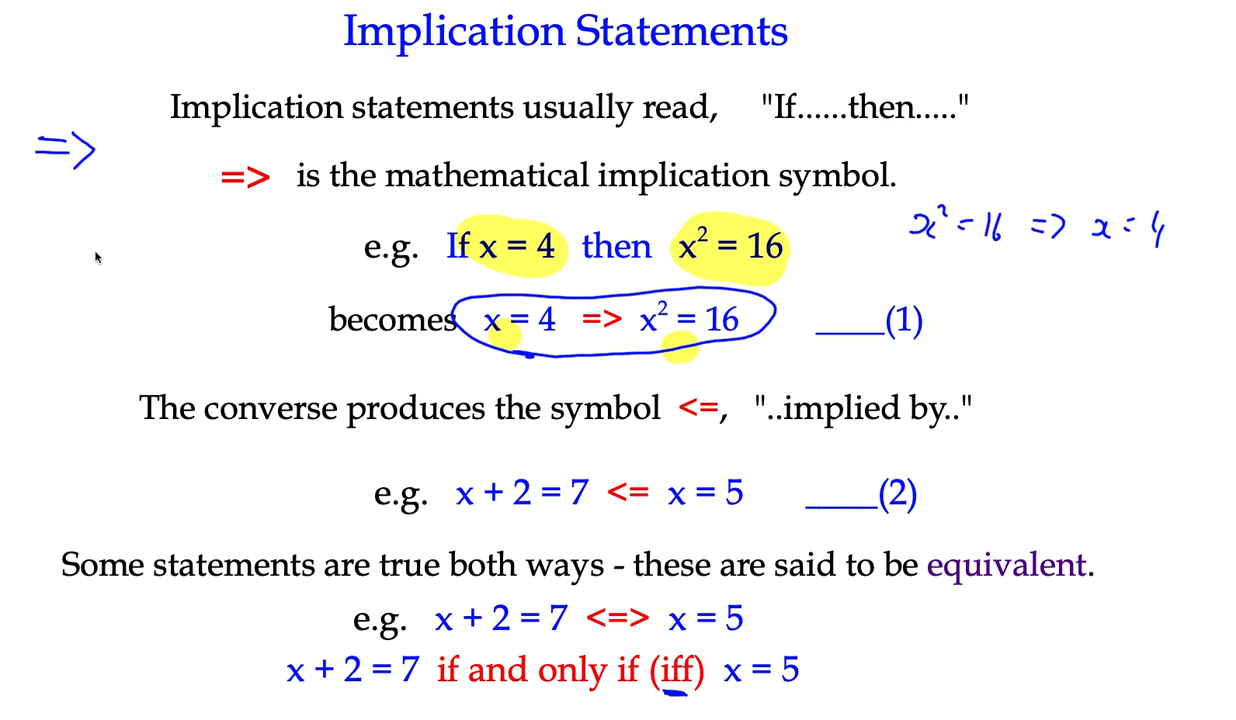 Implication Statements
Implication statements usually read, "If......then....."
=>
=> is the mathematical implication symbol.
x² = 16 => x = 4
e.g. If x = 4 then x² = 16
becomes x = 4 => x² = 16 ____(1)
The converse produces the symbol <=, "..implied by.."
e.g. x + 2 = 7 <= x = 5 ____(2)
Some statements are true both ways - these are said to be equivalent.
e.g. x + 2 = 7 <=> x = 5
x + 2 = 7 if and only if (iff) x = 5